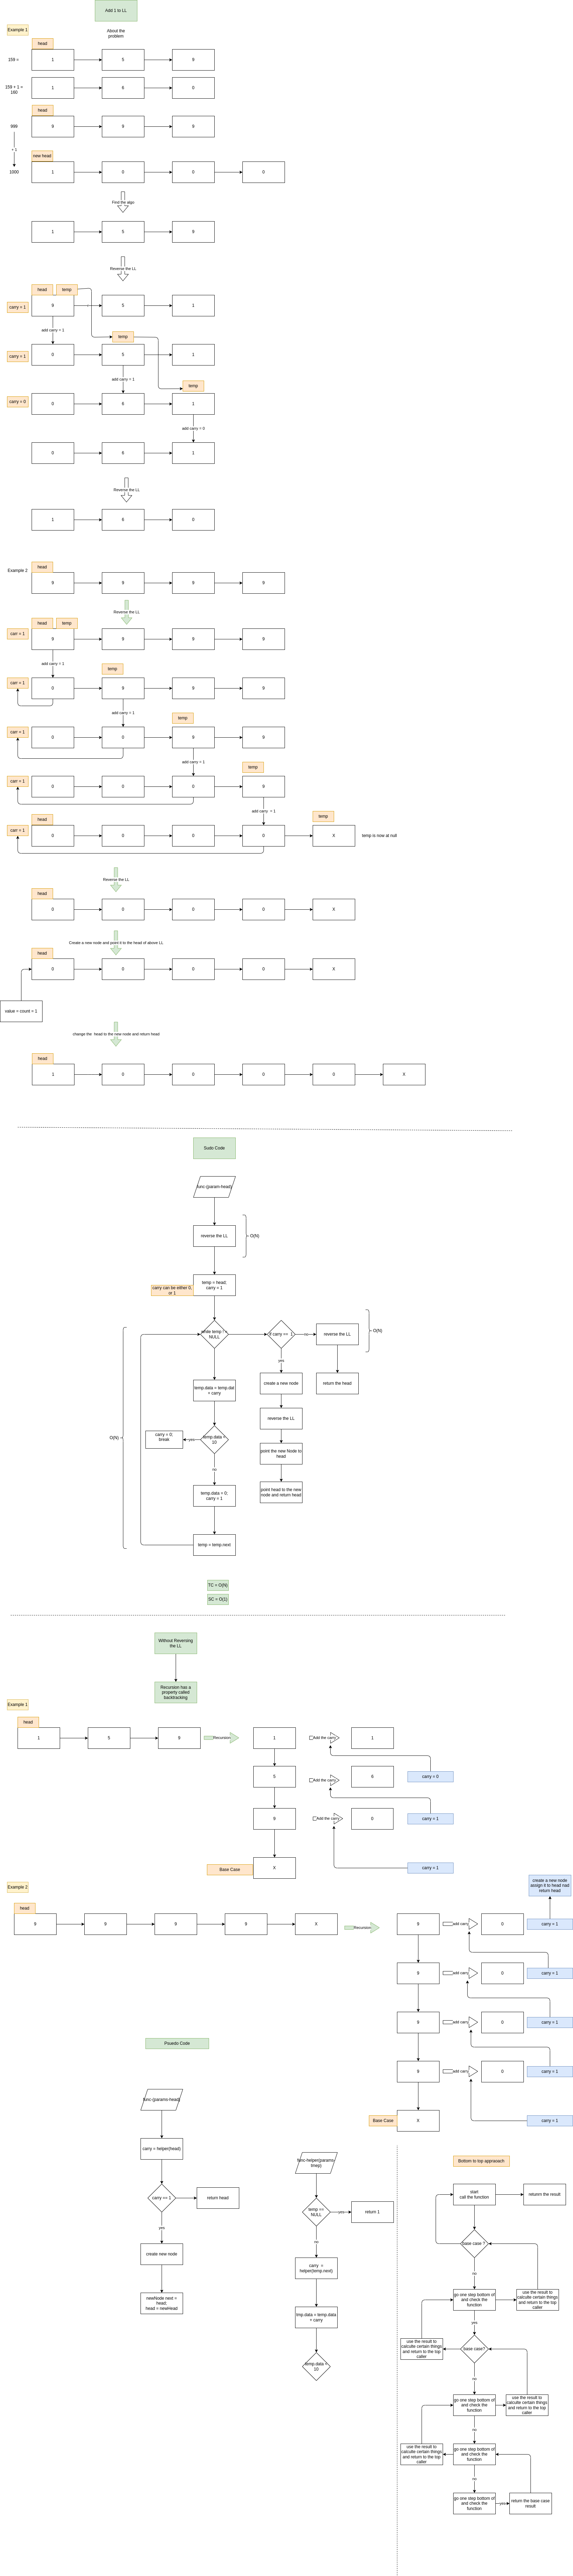 Add 1 to LL
Example 1
About the
problem
head
159 =
1
5
9
159 + 1 =
160
1
6
0
head
999
9
9
9
+ 1
new head
1000
1
0
0
0
Find the algo
1
5
9
Reverse the LL
head
temp
carry = 1
9
5
1
add carry = 1
temp
carry = 1
0
5
1
add carry = 1
temp
carry = 0
0
6
1
add carry = 0
0
6
1
Reverse the LL
1
6
0
Example 2
head
9
9
9
9
Reverse the LL
head
temp
carr = 1
9
9
9
9
add carry = 1
temp
carr = 1
0
9
9
9
add carry = 1
temp
carr = 1
0
0
9
9
add carry = 1
temp
carr = 1
0
0
0
9
add carry = 1
head
temp
carr = 1
0
0
0
0
X
temp is now at null
Reverse the LL
head
0
0
0
0
X
Create a new node and point it to the head of above LL
head
0
0
0
0
X
value = count = 1
change the head to the new node and return head
head
1
0
0
0
0
X
Sudo Code
func-(param-head)
reverse the LL
= O(N)
temp = head;
carry = 1
carry can be either 0,
or 1
while temp !=
NULL
if carry == 1
no
reverse the LL
= O(N)
yes
create a new node
return the head
temp.data = temp.dat
+ carry
reverse the LL
temp.data <
10
yes
carry = 0;
break
O(N) =
point the new Node to
head
no
temp.data = 0;
carry = 1
point head to the new
node and return head
temp = temp.next
TC = O(N)
SC = O(1)
Without Reversing
the LL
Recursion has a
property called
backtracking
Example 1
head
1
5
9
Recursion
1
Add the carry
1
5
Add the carry
6
carry = 0
9
Add the carry
0
carry = 1
X
Base Case
carry = 1
create a new node
assign it to head nad
return head
Example 2
head
9
9
9
9
X
Recursion
9
add carry
0
carry = 1
9
add carry
0
carry = 1
9
add carry
0
carry = 1
9
add carry
0
carry = 1
Base Case
X
carry = 1
Psuedo Code
func-(params-head)
carry = helper(head)
carry == 1
return head
yes
create new node
newNode next =
head;
head = newHead
func-helper(params-
tmep)
temp ==
NULL
yes
return 1
no
carry =
helper(temp.next)
tmp.data = temp.data
+ carry
temp.data <
10
Bottom to top appraoach
start
call the function
retunrn the result
base case ?
no
go one step bottom of
and check the
function
use the result to
calculte certain things
and return to the top
caller
yes
base case?
use the result to
calculte certain things
and return to the top
caller
no
go one step bottom of
and check the
function
use the result to
calculte certain things
and return to the top
caller
no
go one step bottom of
and check the
function
use the result to
calculte certain things
and return to the top
caller
no
go one step bottom of
and check the
function
yes
return the base case
result